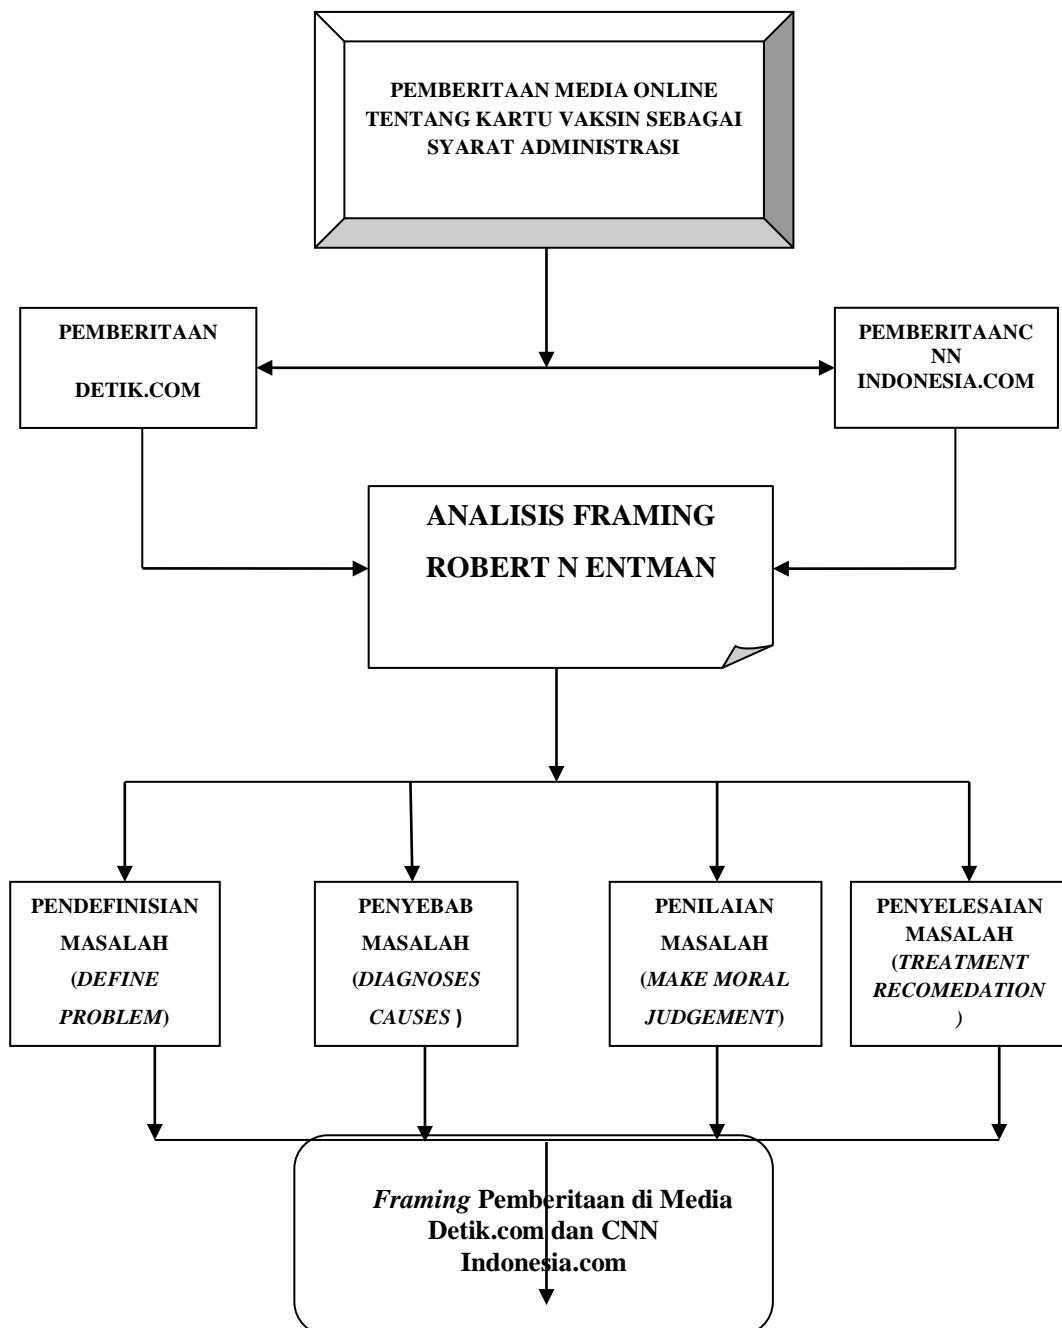 PEMBERITAAN MEDIA ONLINE
TENTANG KARTU VAKSIN SEBAGAI
SYARAT ADMINISTRASI
PEMBERITAAN
DETIK.COM
PEMBERITAANC
NN
INDONESIA.COM
ANALISIS FRAMING
ROBERT N ENTMAN
PENDEFINISIAN
MASALAH
(DEFINE
PROBLEM)
PENYEBAB
MASALAH
(DIAGNOSES
CAUSES )
PENILAIAN
MASALAH
(MAKE MORAL
JUDGEMENT)
PENYELESAIAN
MASALAH
(TREATMENT
RECOMEDATION
)
Framing Pemberitaan di Media
Detik.com dan CNN
Indonesia.com